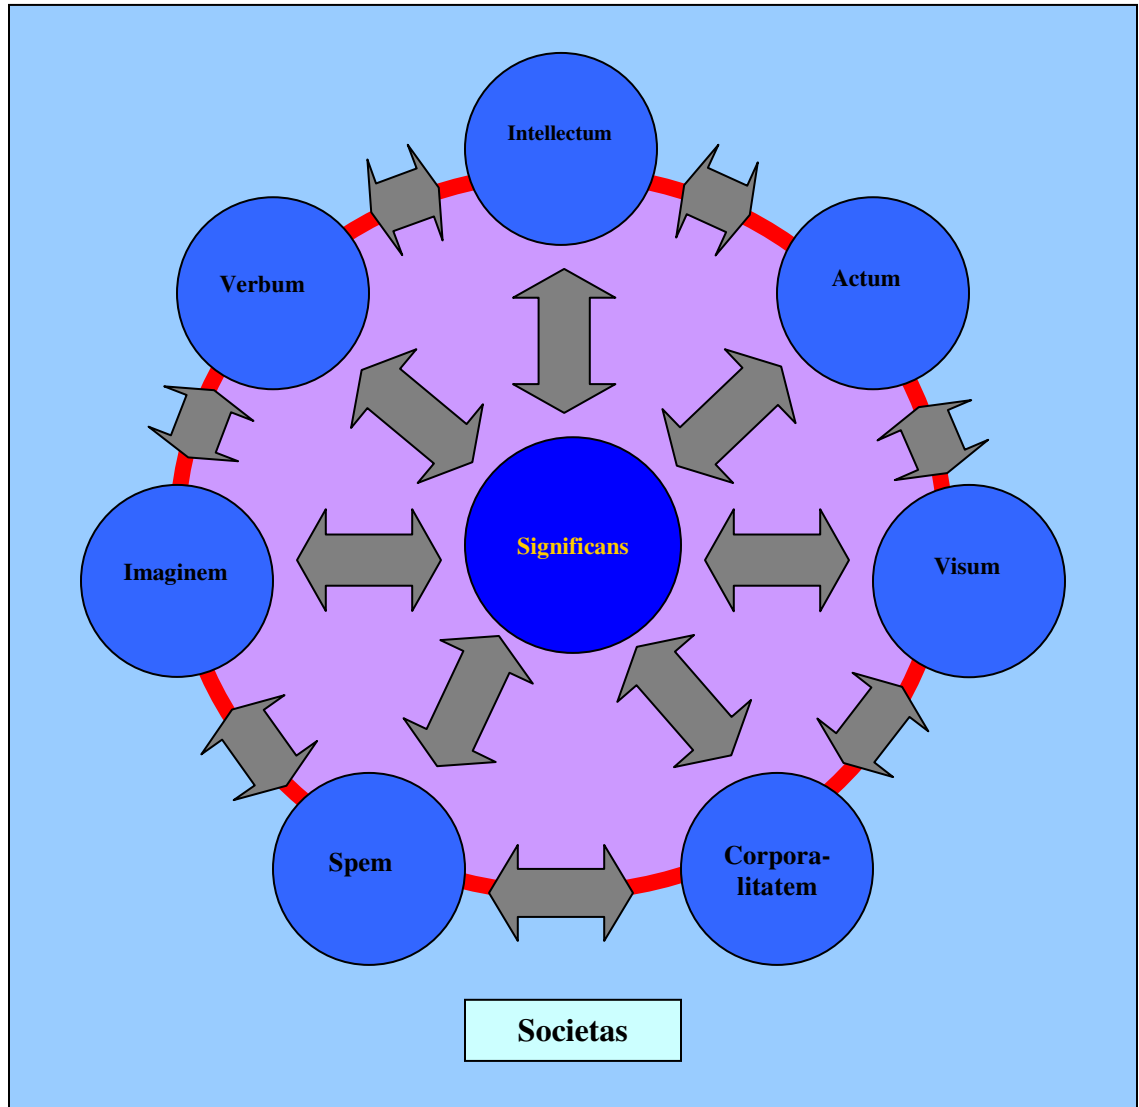 Intellectum
Verbum
Actum
Significans
Imaginem
Visum
Spem
Corpora-
litatem
Societas